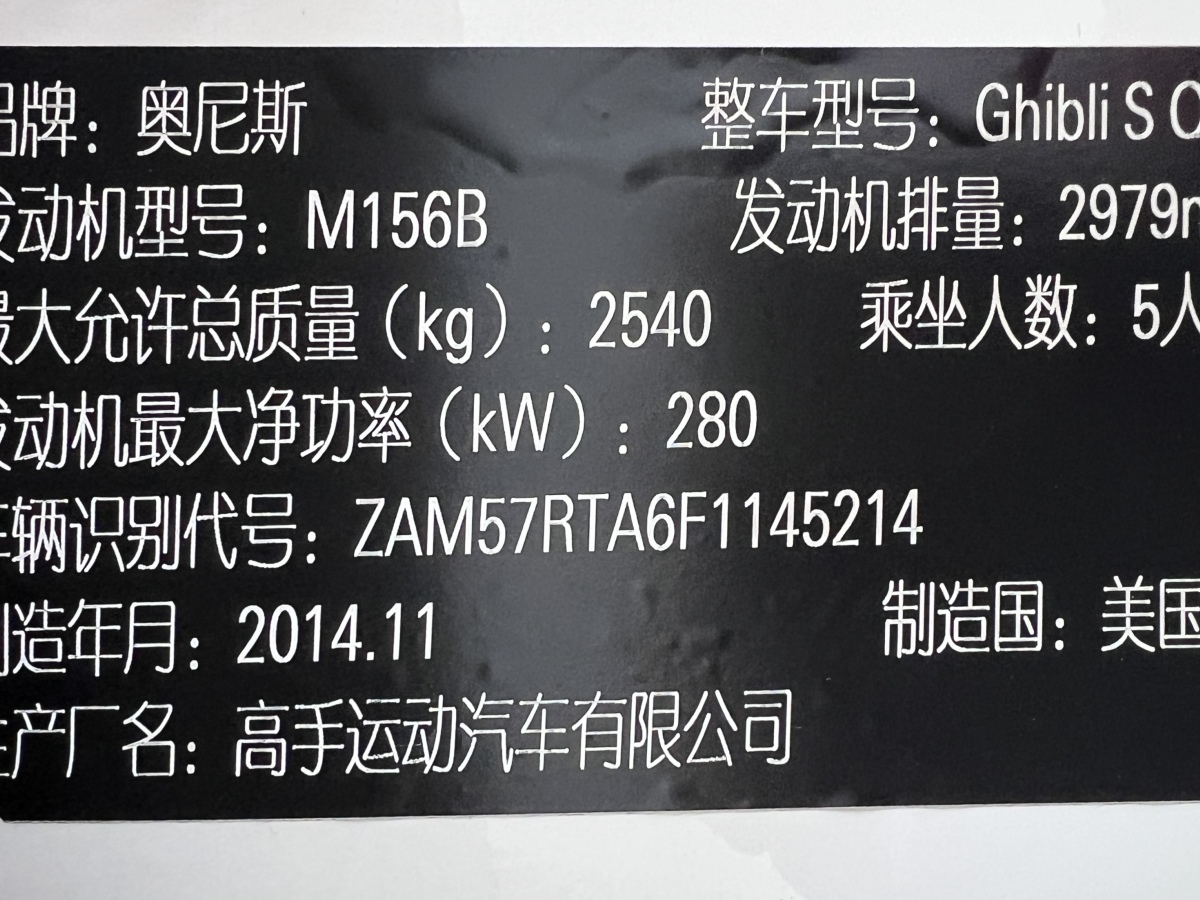 品牌：奥尼斯 整车型号：Ghibli S Q
发动机型号：M156B 发动机排量：2979m
最大允许总质量（kg）：2540 乘坐人数：5人
发动机最大净功率（kW）：280
车辆识别代号：ZAM57RTA6F1145214
制造年月：2014.11 制造国：美国
生产厂名：高手运动汽车有限公司